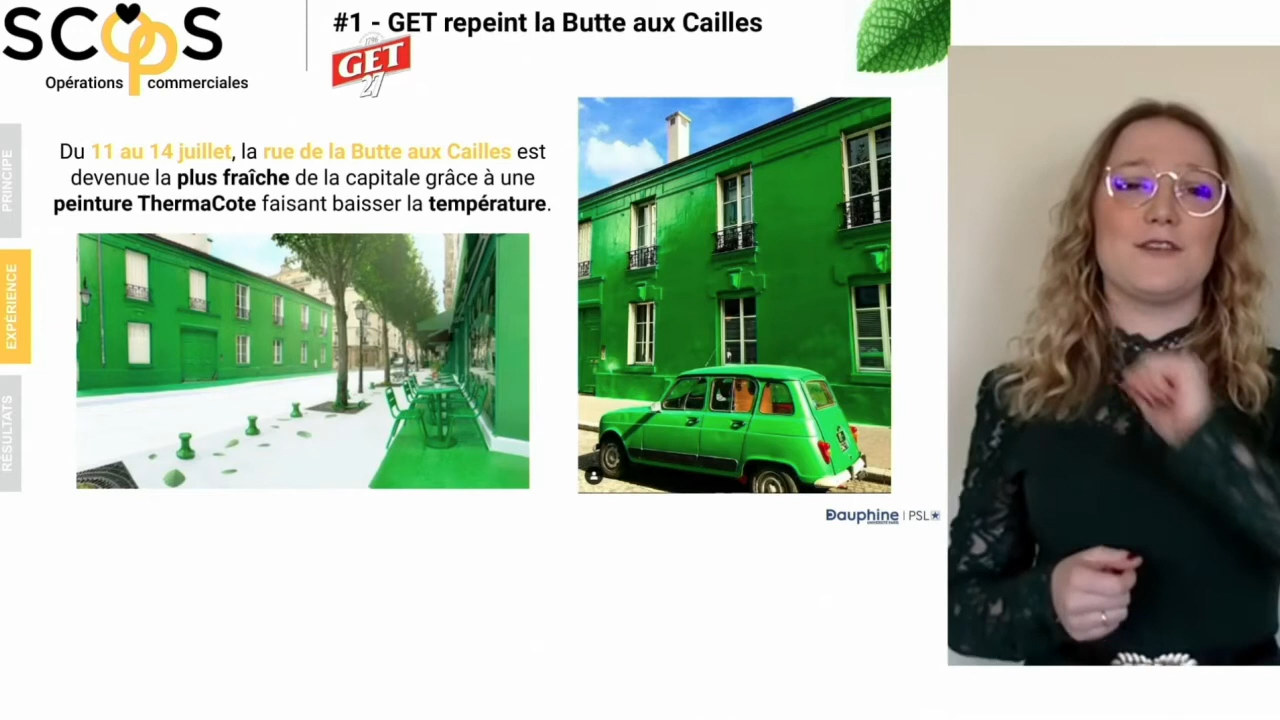 SCOPS
Opérations commerciales
#1 - GET repeint la Butte aux Cailles
GET
27
PRINCIPE
EXPÉRIENCE
RÉSULTATS
Du 11 au 14 juillet, la rue de la Butte aux Cailles est
devenue la plus fraîche de la capitale grâce à une
peinture ThermaCote faisant baisser la température.
Dauphine | PSL